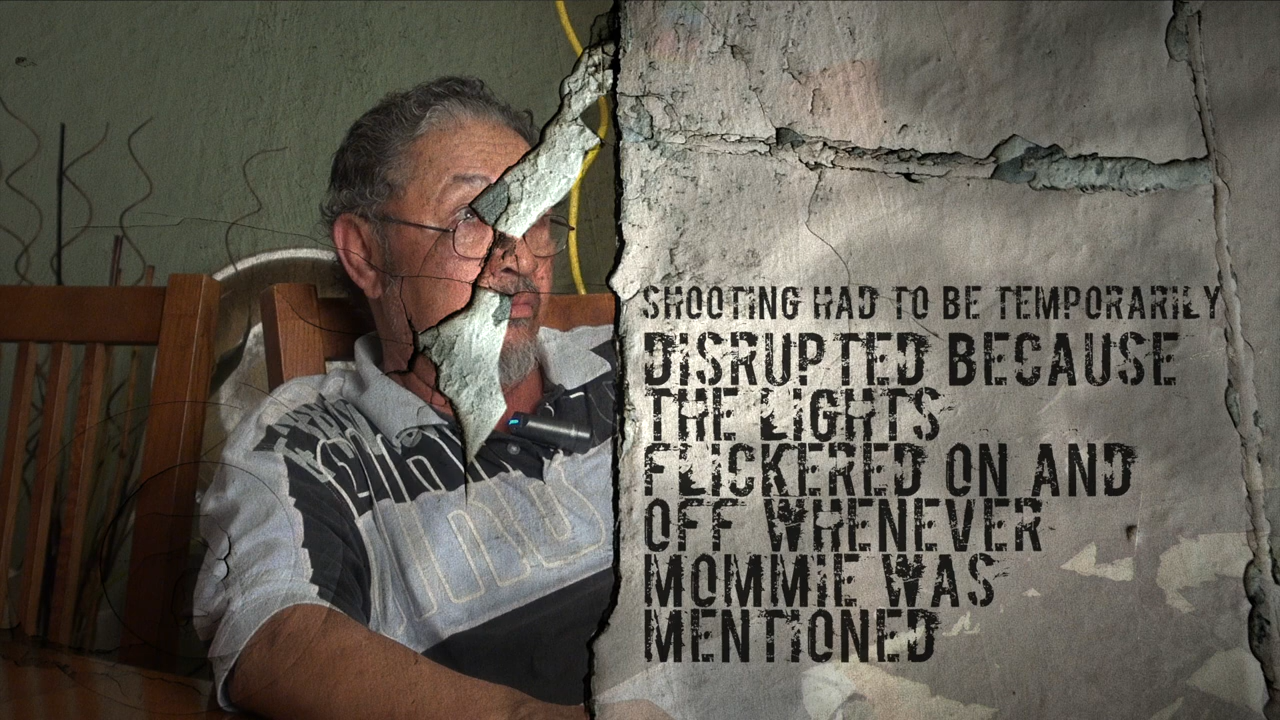 SHOOTING HAD TO BE TEMPORARILY
DISRUPTED BECAUSE
THE LIGHTS
FLICKERED ON AND
OFF WHENEVER
MOMMIE WAS
MENTIONED